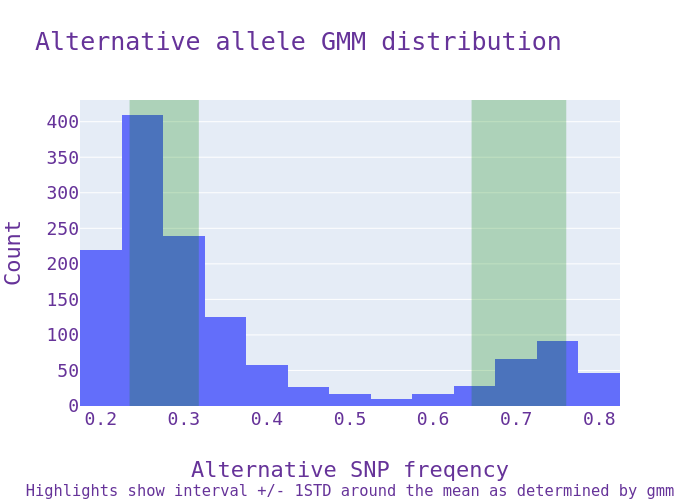 Alternative allele GMM distribution
400
350
300
250
200
150
100
50
0
Count
0.2 0.3 0.4 0.5 0.6 0.7 0.8
Alternative SNP freqency
Highlights show interval +/- 1STD around the mean as determined by gmm